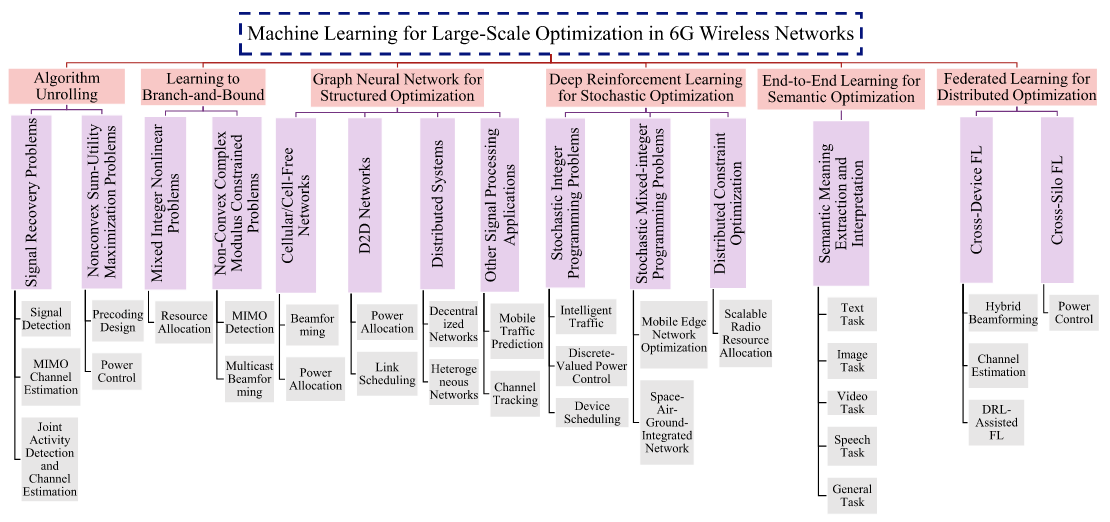 Machine Learning for Large-Scale Optimization in 6G Wireless Networks
Algorithm
Unrolling
Signal Recovery Problems
Signal
Detection
MIMO
Channel
Estimation
Joint
Activity
Detection
and
Channel
Estimation
Nonconvex Sum-Utility
Maximization Problems
Precoding
Design
Power
Control
Learning to
Branch-and-Bound
Mixed Integer Nonlinear
Problems
Resource
Allocation
Non-Convex Complex
Modulus Constrained
Problems
MIMO
Detection
Multicast
Beamfor
ming
Graph Neural Network for
Structured Optimization
Cellular/Cell-Free
Networks
Beamfor
ming
Power
Allocation
D2D Networks
Power
Allocation
Link
Scheduling
Distributed Systems
Decentral
ized
Networks
Heteroge
neous
Networks
Other Signal Processing
Applications
Mobile
Traffic
Prediction
Channel
Tracking
Deep Reinforcement Learning
for Stochastic Optimization
Stochastic Integer
Programming Problems
Intelligent
Traffic
Discrete-
Valued Power
Control
Device
Scheduling
Stochastic Mixed-integer
Programming Problems
Mobile Edge
Network
Optimization
Space-
Air-
Ground-
Integrated
Network
Distributed Constraint
Optimization
Scalable
Radio
Resource
Allocation
End-to-End Learning for
Semantic Optimization
Semantic Meaning
Extraction and
Interpretation
Text
Task
Image
Task
Video
Task
Speech
Task
General
Task
Federated Learning for
Distributed Optimization
Cross-Device FL
Hybrid
Beamforming
Channel
Estimation
DRL-
Assisted
FL
Cross-Silo FL
Power
Control